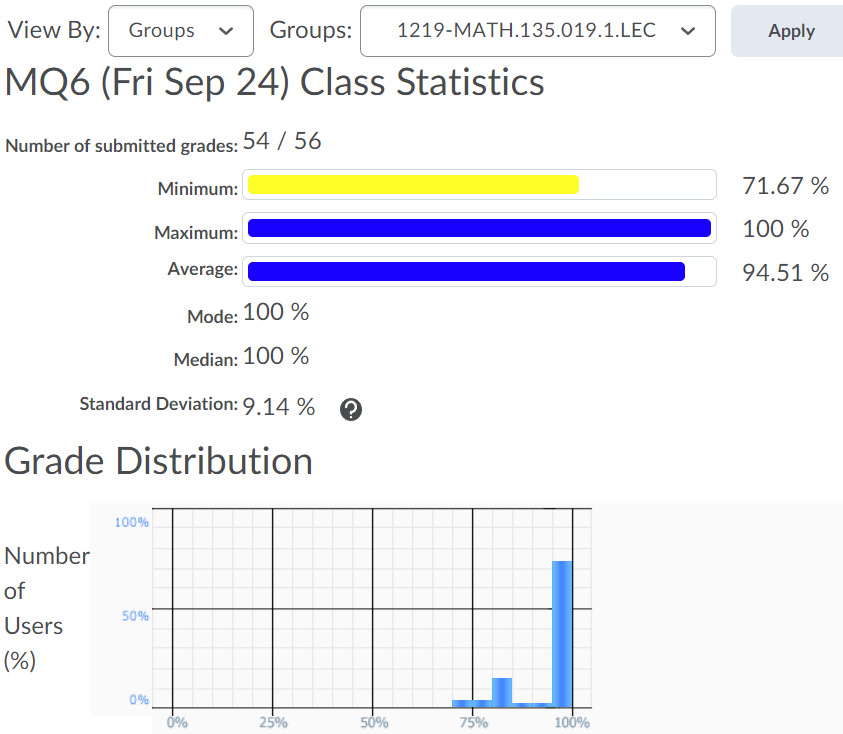 View By: Groups Groups: 1219-MATH.135.019.1.LEC Apply
MQ6 (Fri Sep 24) Class Statistics
Number of submitted grades: 54 / 56
Minimum: 71.67 %
Maximum: 100 %
Average: 94.51 %
Mode: 100 %
Median: 100 %
Standard Deviation: 9.14 % ?
Grade Distribution
Number
of
Users
(%)
100%
50%
0%
0% 25% 50% 75% 100%